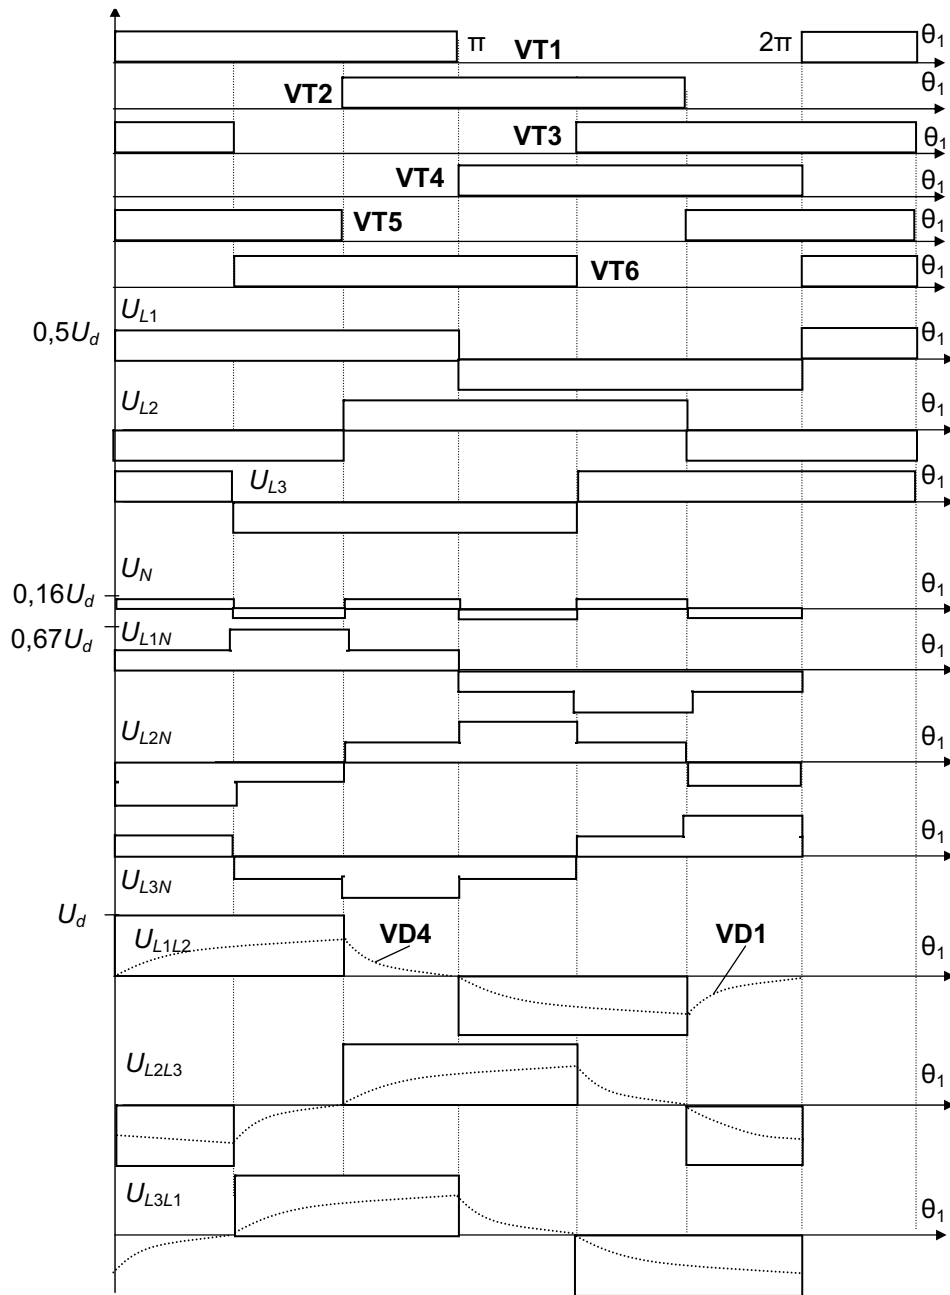 π VT1 2π θ1
VT2 θ1
VT3 θ1
VT4 θ1
VT5 θ1
VT6 θ1
UL1
0,5Ud θ1
UL2 θ1
UL3 θ1
UN
0,16Ud θ1
0,67Ud UL1N θ1
UL2N θ1
θ1
UL3N
Ud
UL1L2 VD4 VD1 θ1
UL2L3 θ1
UL3L1 θ1